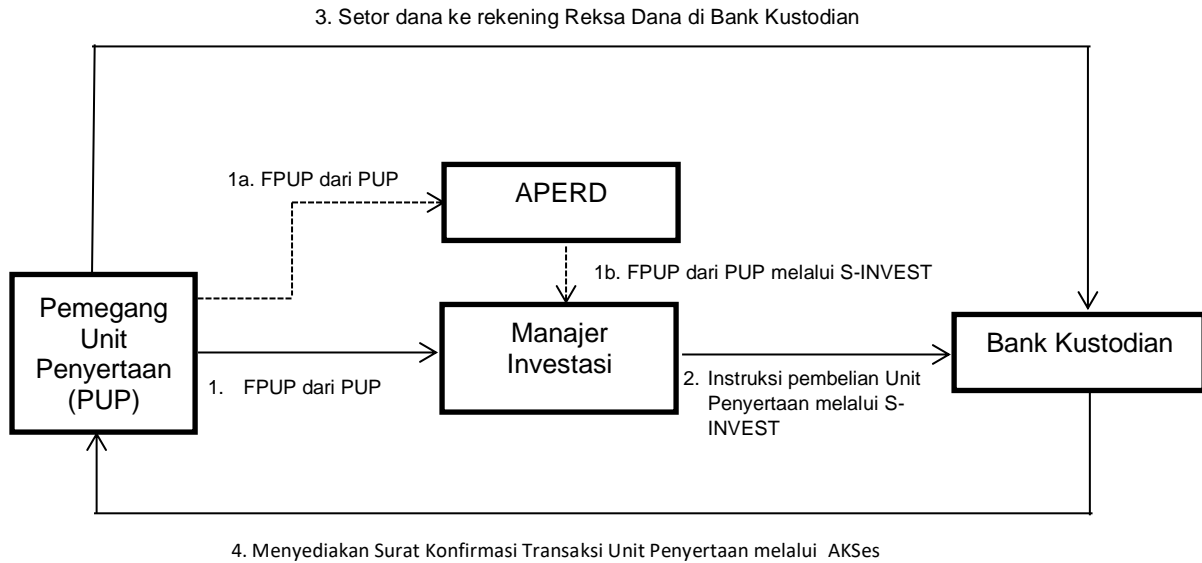 3. Setor dana ke rekening Reksa Dana di Bank Kustodian
1a. FPUP dari PUP
APERD
1b. FPUP dari PUP melalui S-INVEST
Pemegang
Unit
Penyertaan
(PUP)
Manajer
Investasi
Bank Kustodian
1. FPUP dari PUP
2. Instruksi pembelian Unit
Penyertaan melalui S-
INVEST
4. Menyediakan Surat Konfirmasi Transaksi Unit Penyertaan melalui AKSes